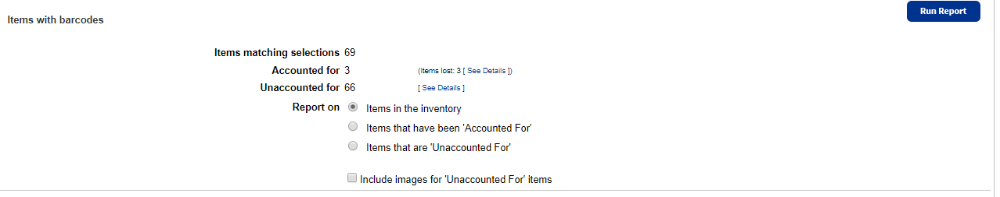 Run Report
Items with barcodes
Items matching selections 69
Accounted for 3 (Items lost: 3 [ See Details ])
Unaccounted for 66 [ See Details ]
Report on Items in the inventory
Items that have been 'Accounted For'
Items that are 'Unaccounted For'
Include images for 'Unaccounted For' items